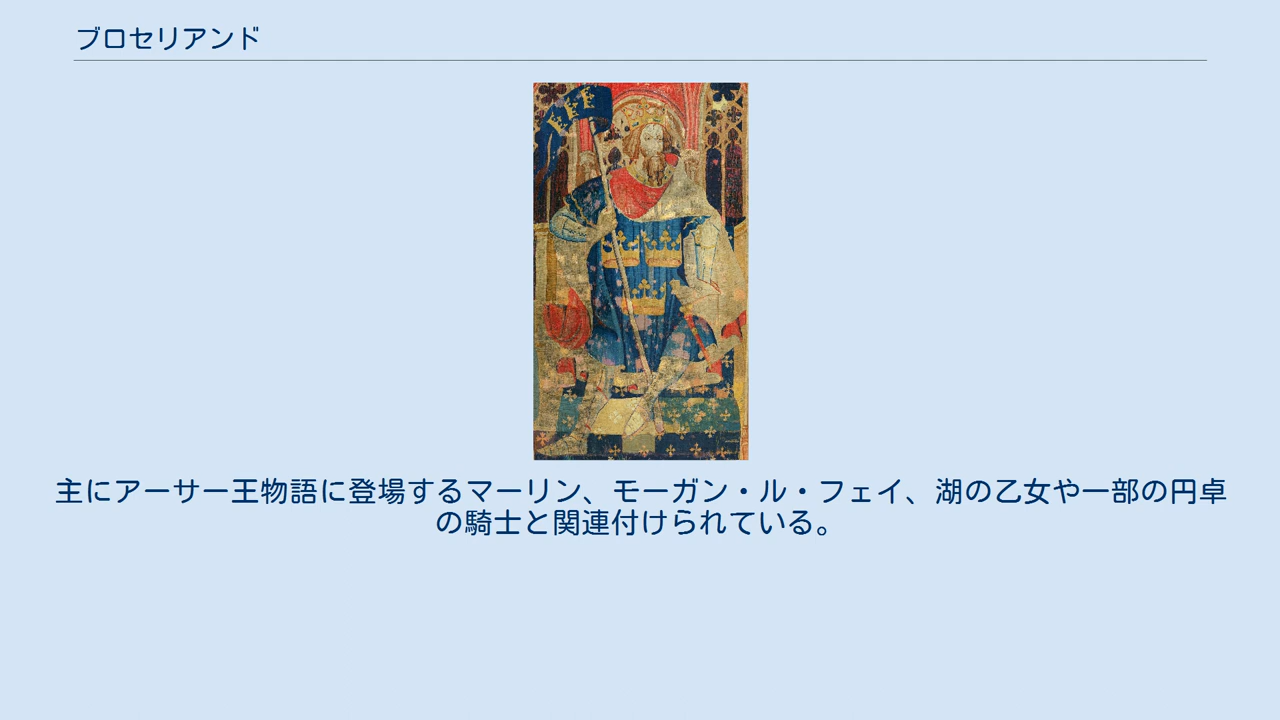 ブロセリアンド
主にアーサー王物語に登場するマーリン、モーガン・ル・フェイ、湖の乙女や一部の円卓
の騎士と関連付けられている。